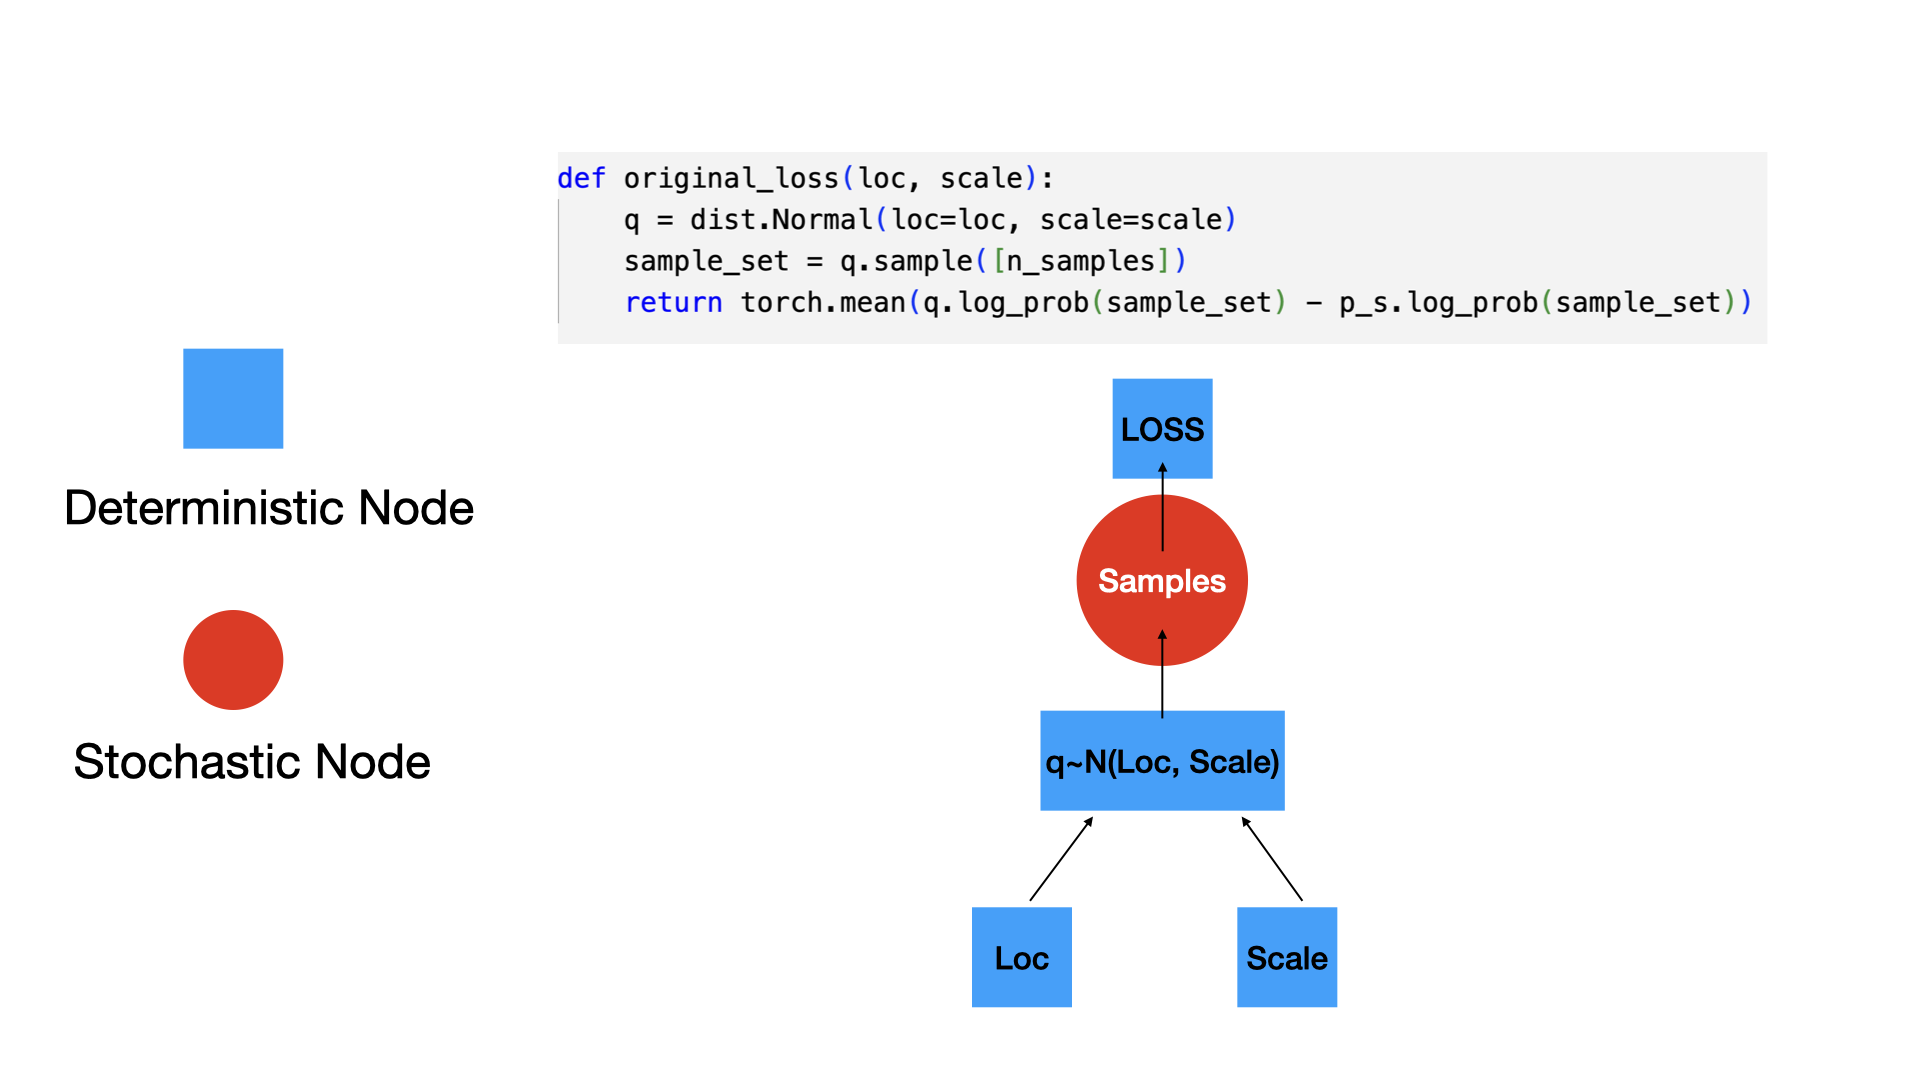 def original_loss(loc, scale):
    q = dist.Normal(loc=loc, scale=scale)
    sample_set = q.sample([n_samples])
    return torch.mean(q.log_prob(sample_set) - p_s.log_prob(sample_set))
Deterministic Node
Stochastic Node
LOSS
Samples
q~N(Loc, Scale)
Loc
Scale